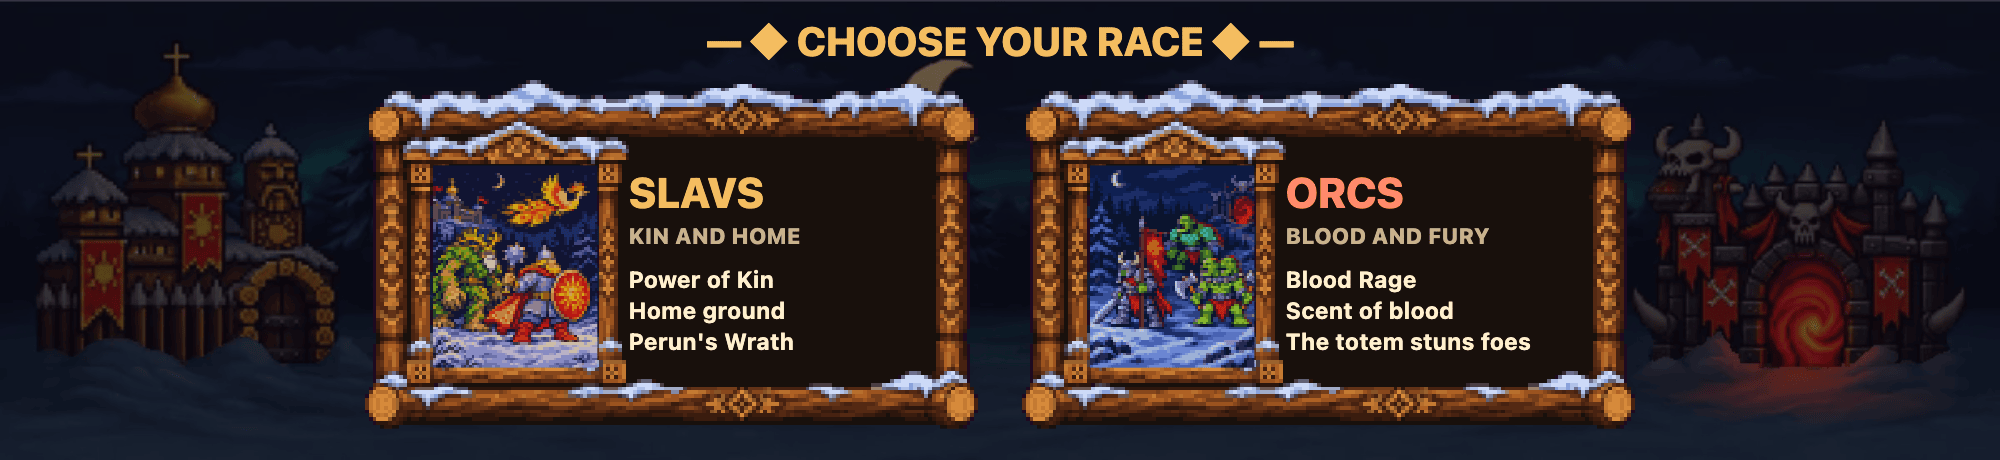 — ◆ CHOOSE YOUR RACE ◆ —
SLAVS
KIN AND HOME
Power of Kin
Home ground
Perun's Wrath
ORCS
BLOOD AND FURY
Blood Rage
Scent of blood
The totem stuns foes